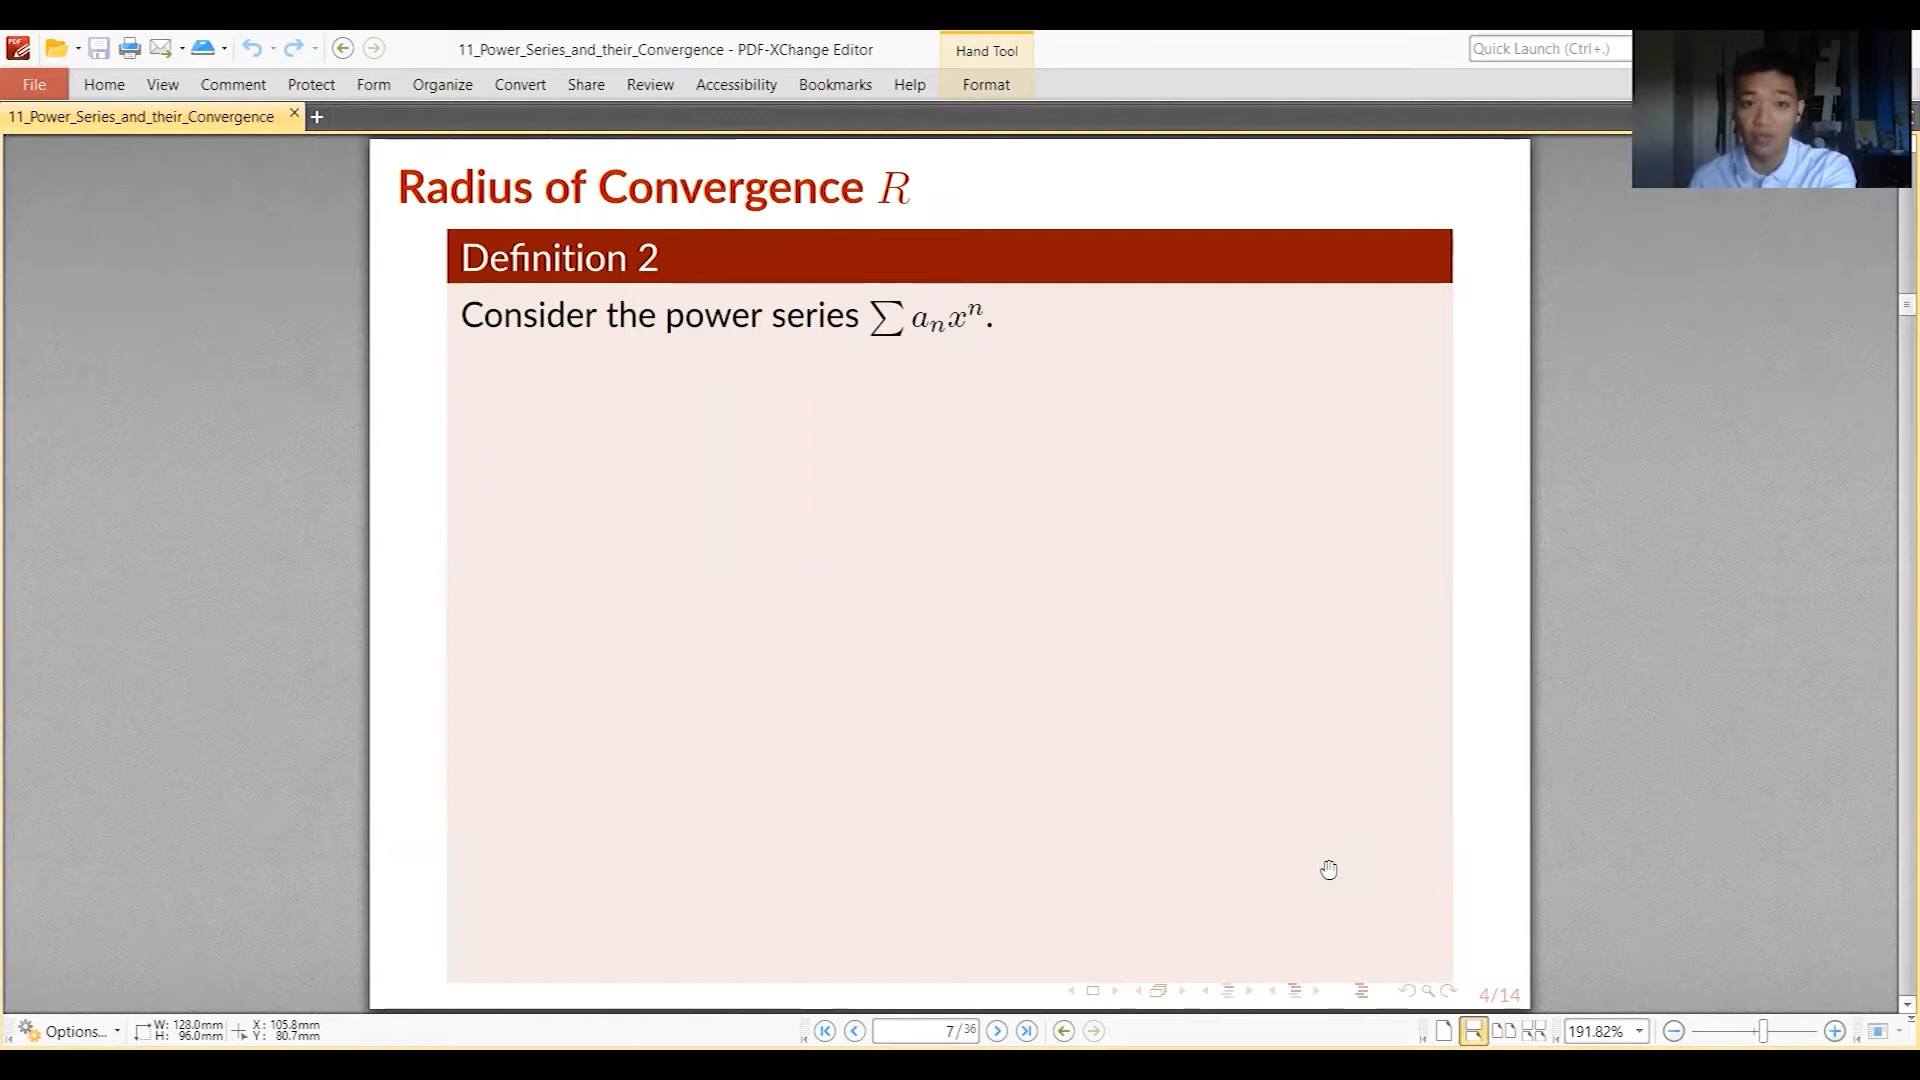 11_Power_Series_and_their_Convergence - PDF-XChange Editor
Hand Tool
Quick Launch (Ctrl+.)
File Home View Comment Protect Form Organize Convert Share Review Accessibility Bookmarks Help Format
11_Power_Series_and_their_Convergence
Radius of Convergence R
Definition 2
Consider the power series ∑ aₙxⁿ.
4/14
Options...
W: 128.0mm
H: 96.0mm
X: 105.8mm
Y: 80.7mm
7/36
191.82%